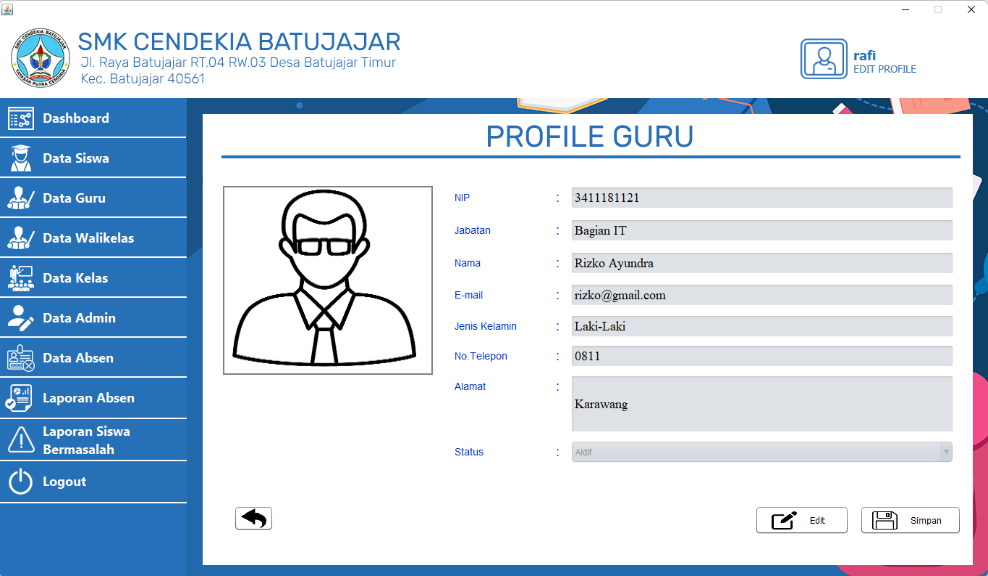 SMK CENDEKIA BATUJAJAR
Jl. Raya Batujajar RT.04 RW.03 Desa Batujajar Timur
Kec. Batujajar 40561
rafi
EDIT PROFILE
Dashboard
Data Siswa
Data Guru
Data Walikelas
Data Kelas
Data Admin
Data Absen
Laporan Absen
Laporan Siswa
Bermasalah
Logout
PROFILE GURU
NIP : 3411181121
Jabatan : Bagian IT
Nama : Rizko Ayundra
E-mail : rizko@gmail.com
Jenis Kelamin : Laki-Laki
No.Telepon : 0811
Alamat : Karawang
Status : Aktif
Edit
Simpan